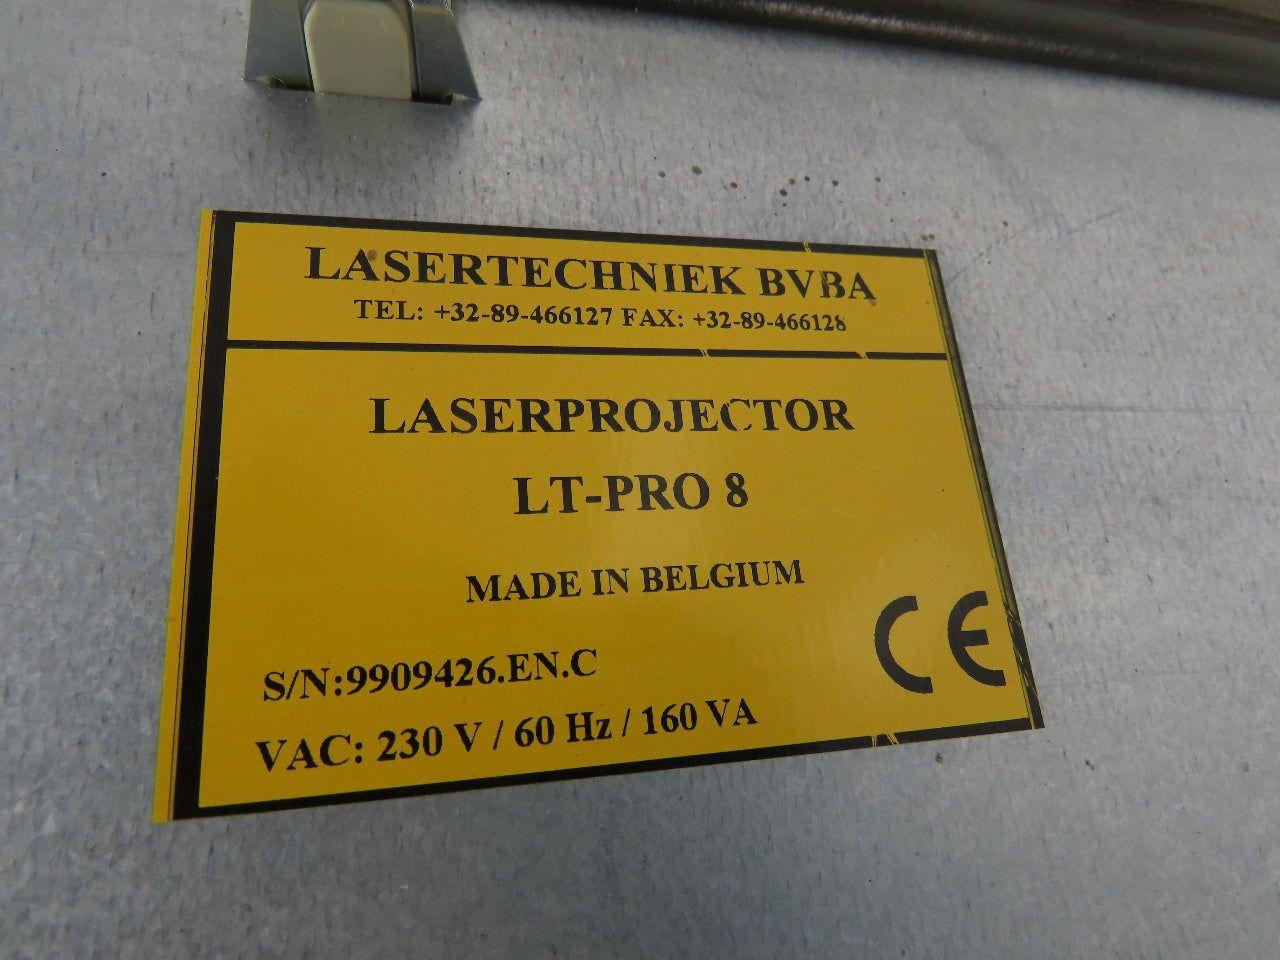 LASERTECHNIEK BVBA
TEL: +32-89-466127 FAX: +32-89-466128
LASERPROJECTOR
LT-PRO 8
MADE IN BELGIUM
CE
S/N:9909426.EN.C
VAC: 230 V / 60 Hz / 160 VA